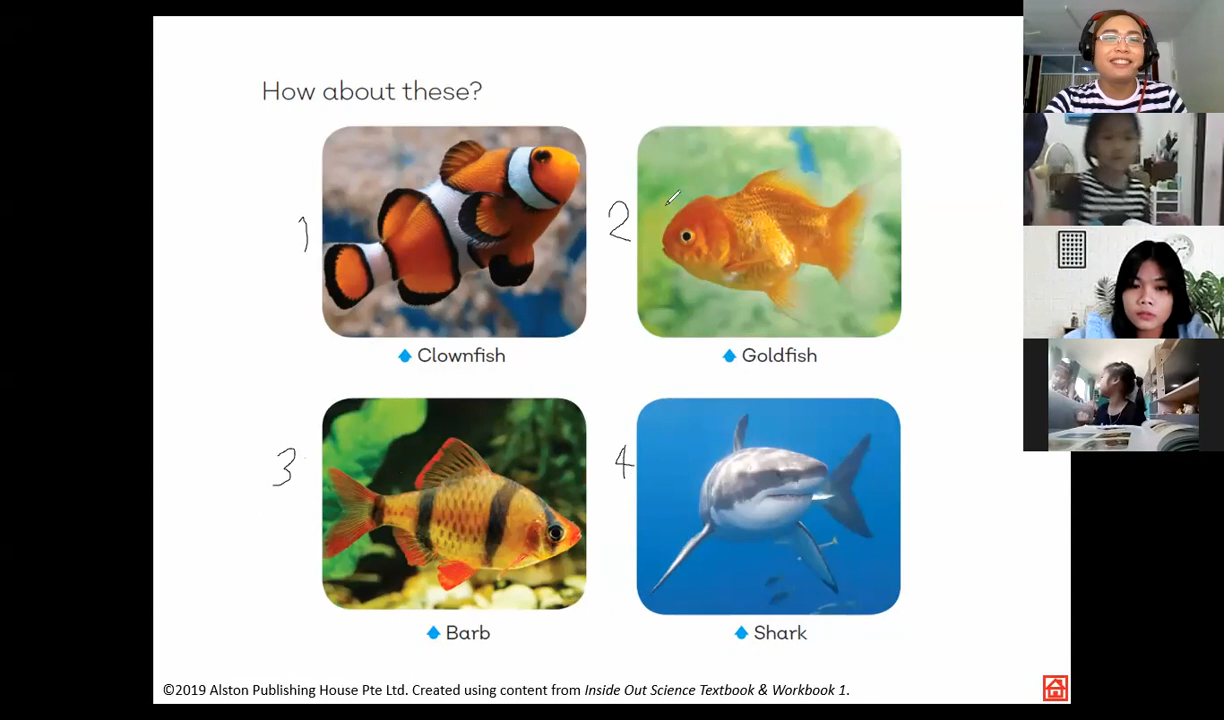 How about these?
1
2
Clownfish
Goldfish
3
4
Barb
Shark
©2019 Alston Publishing House Pte Ltd. Created using content from Inside Out Science Textbook & Workbook 1.